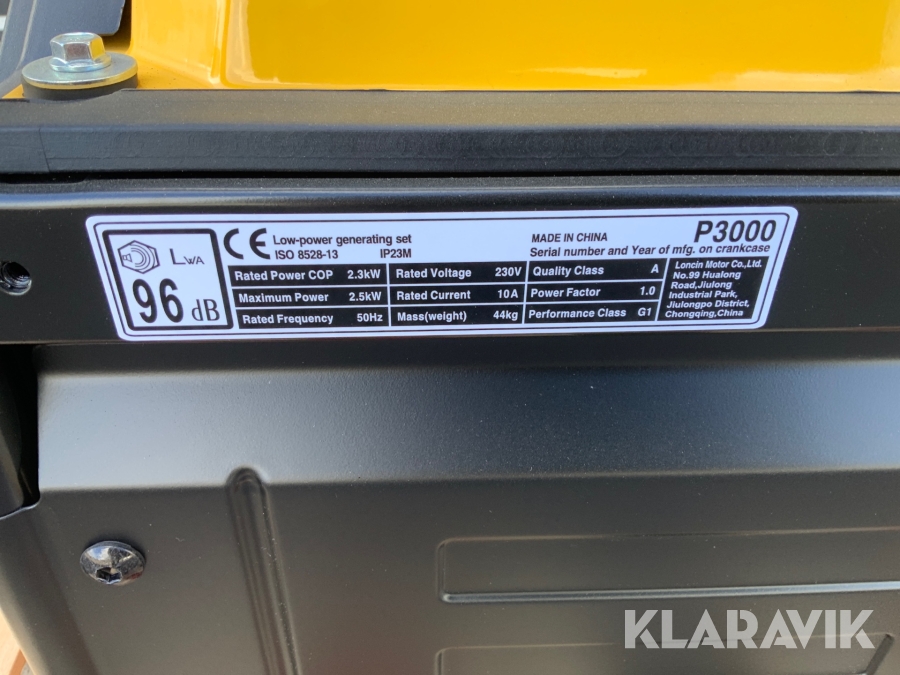 LWA
96 dB
CE
Low-power generating set
ISO 8528-13 IP23M
MADE IN CHINA
P3000
Serial number and Year of mfg. on crankcase
Rated Power COP 2.3kW
Maximum Power 2.5kW
Rated Frequency 50Hz
Rated Voltage 230V
Rated Current 10A
Mass(weight) 44kg
Quality Class A
Power Factor 1.0
Performance Class G1
Loncin Motor Co.,Ltd.
No.99 Hualong
Road,Jiulong
Industrial Park,
Jiulongpo District,
Chongqing,China
KLARAVIK